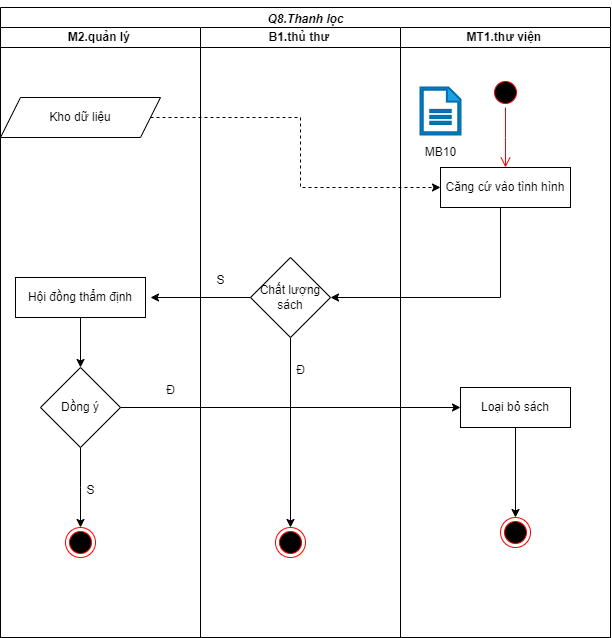 Q8.Thanh lọc
M2.quản lý
B1.thủ thư
MT1.thư viện
Kho dữ liệu
MB10
Căng cứ vào tình hình
S
Chất lượng
sách
Hội đồng thẩm định
Đ
Đ
Dồng ý
Loại bỏ sách
S